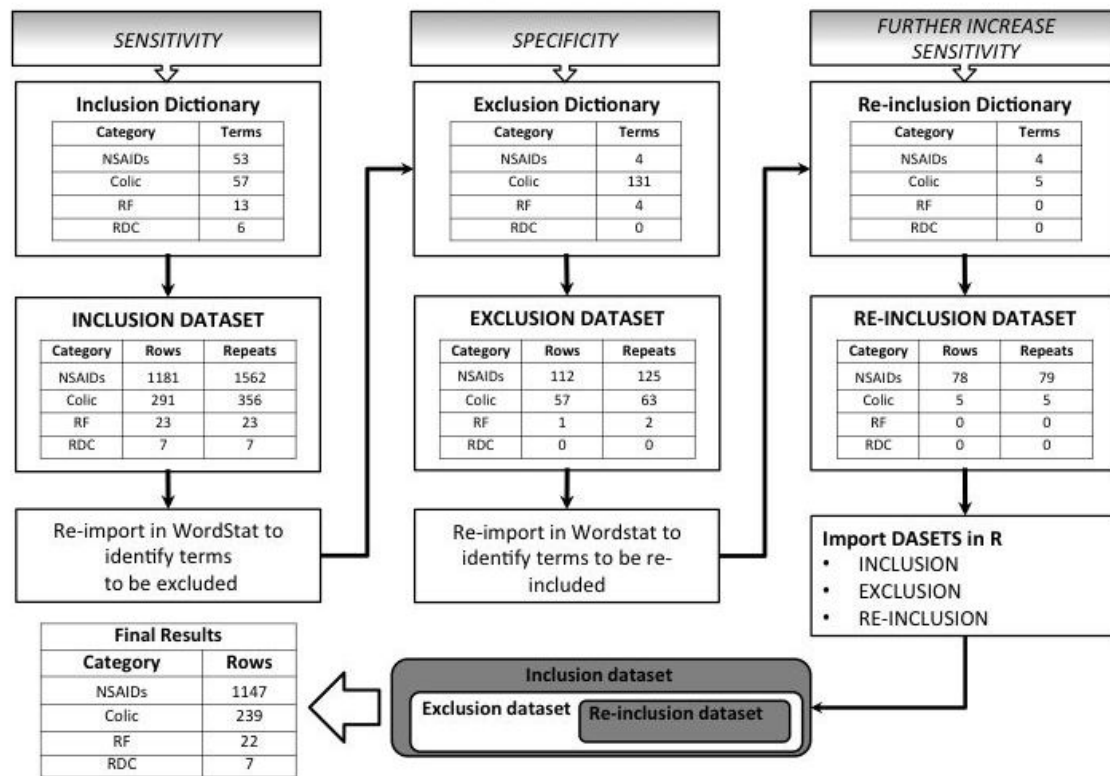 SENSITIVITY
Inclusion Dictionary
Category Terms
NSAIDs 53
Colic 57
RF 13
RDC 6
INCLUSION DATASET
Category Rows Repeats
NSAIDs 1181 1562
Colic 291 356
RF 23 23
RDC 7 7
Re-import in WordStat to
identify terms
to be excluded
SPECIFICITY
Exclusion Dictionary
Category Terms
NSAIDs 4
Colic 131
RF 4
RDC 0
EXCLUSION DATASET
Category Rows Repeats
NSAIDs 112 125
Colic 57 63
RF 1 2
RDC 0 0
Re-import in Wordstat to
identify terms to be re-
included
FURTHER INCREASE
SENSITIVITY
Re-inclusion Dictionary
Category Terms
NSAIDs 4
Colic 5
RF 0
RDC 0
RE-INCLUSION DATASET
Category Rows Repeats
NSAIDs 78 79
Colic 5 5
RF 0 0
RDC 0 0
Import DASETS in R
• INCLUSION
• EXCLUSION
• RE-INCLUSION
Inclusion dataset
Exclusion dataset
Re-inclusion dataset
Final Results
Category Rows
NSAIDs 1147
Colic 239
RF 22
RDC 7